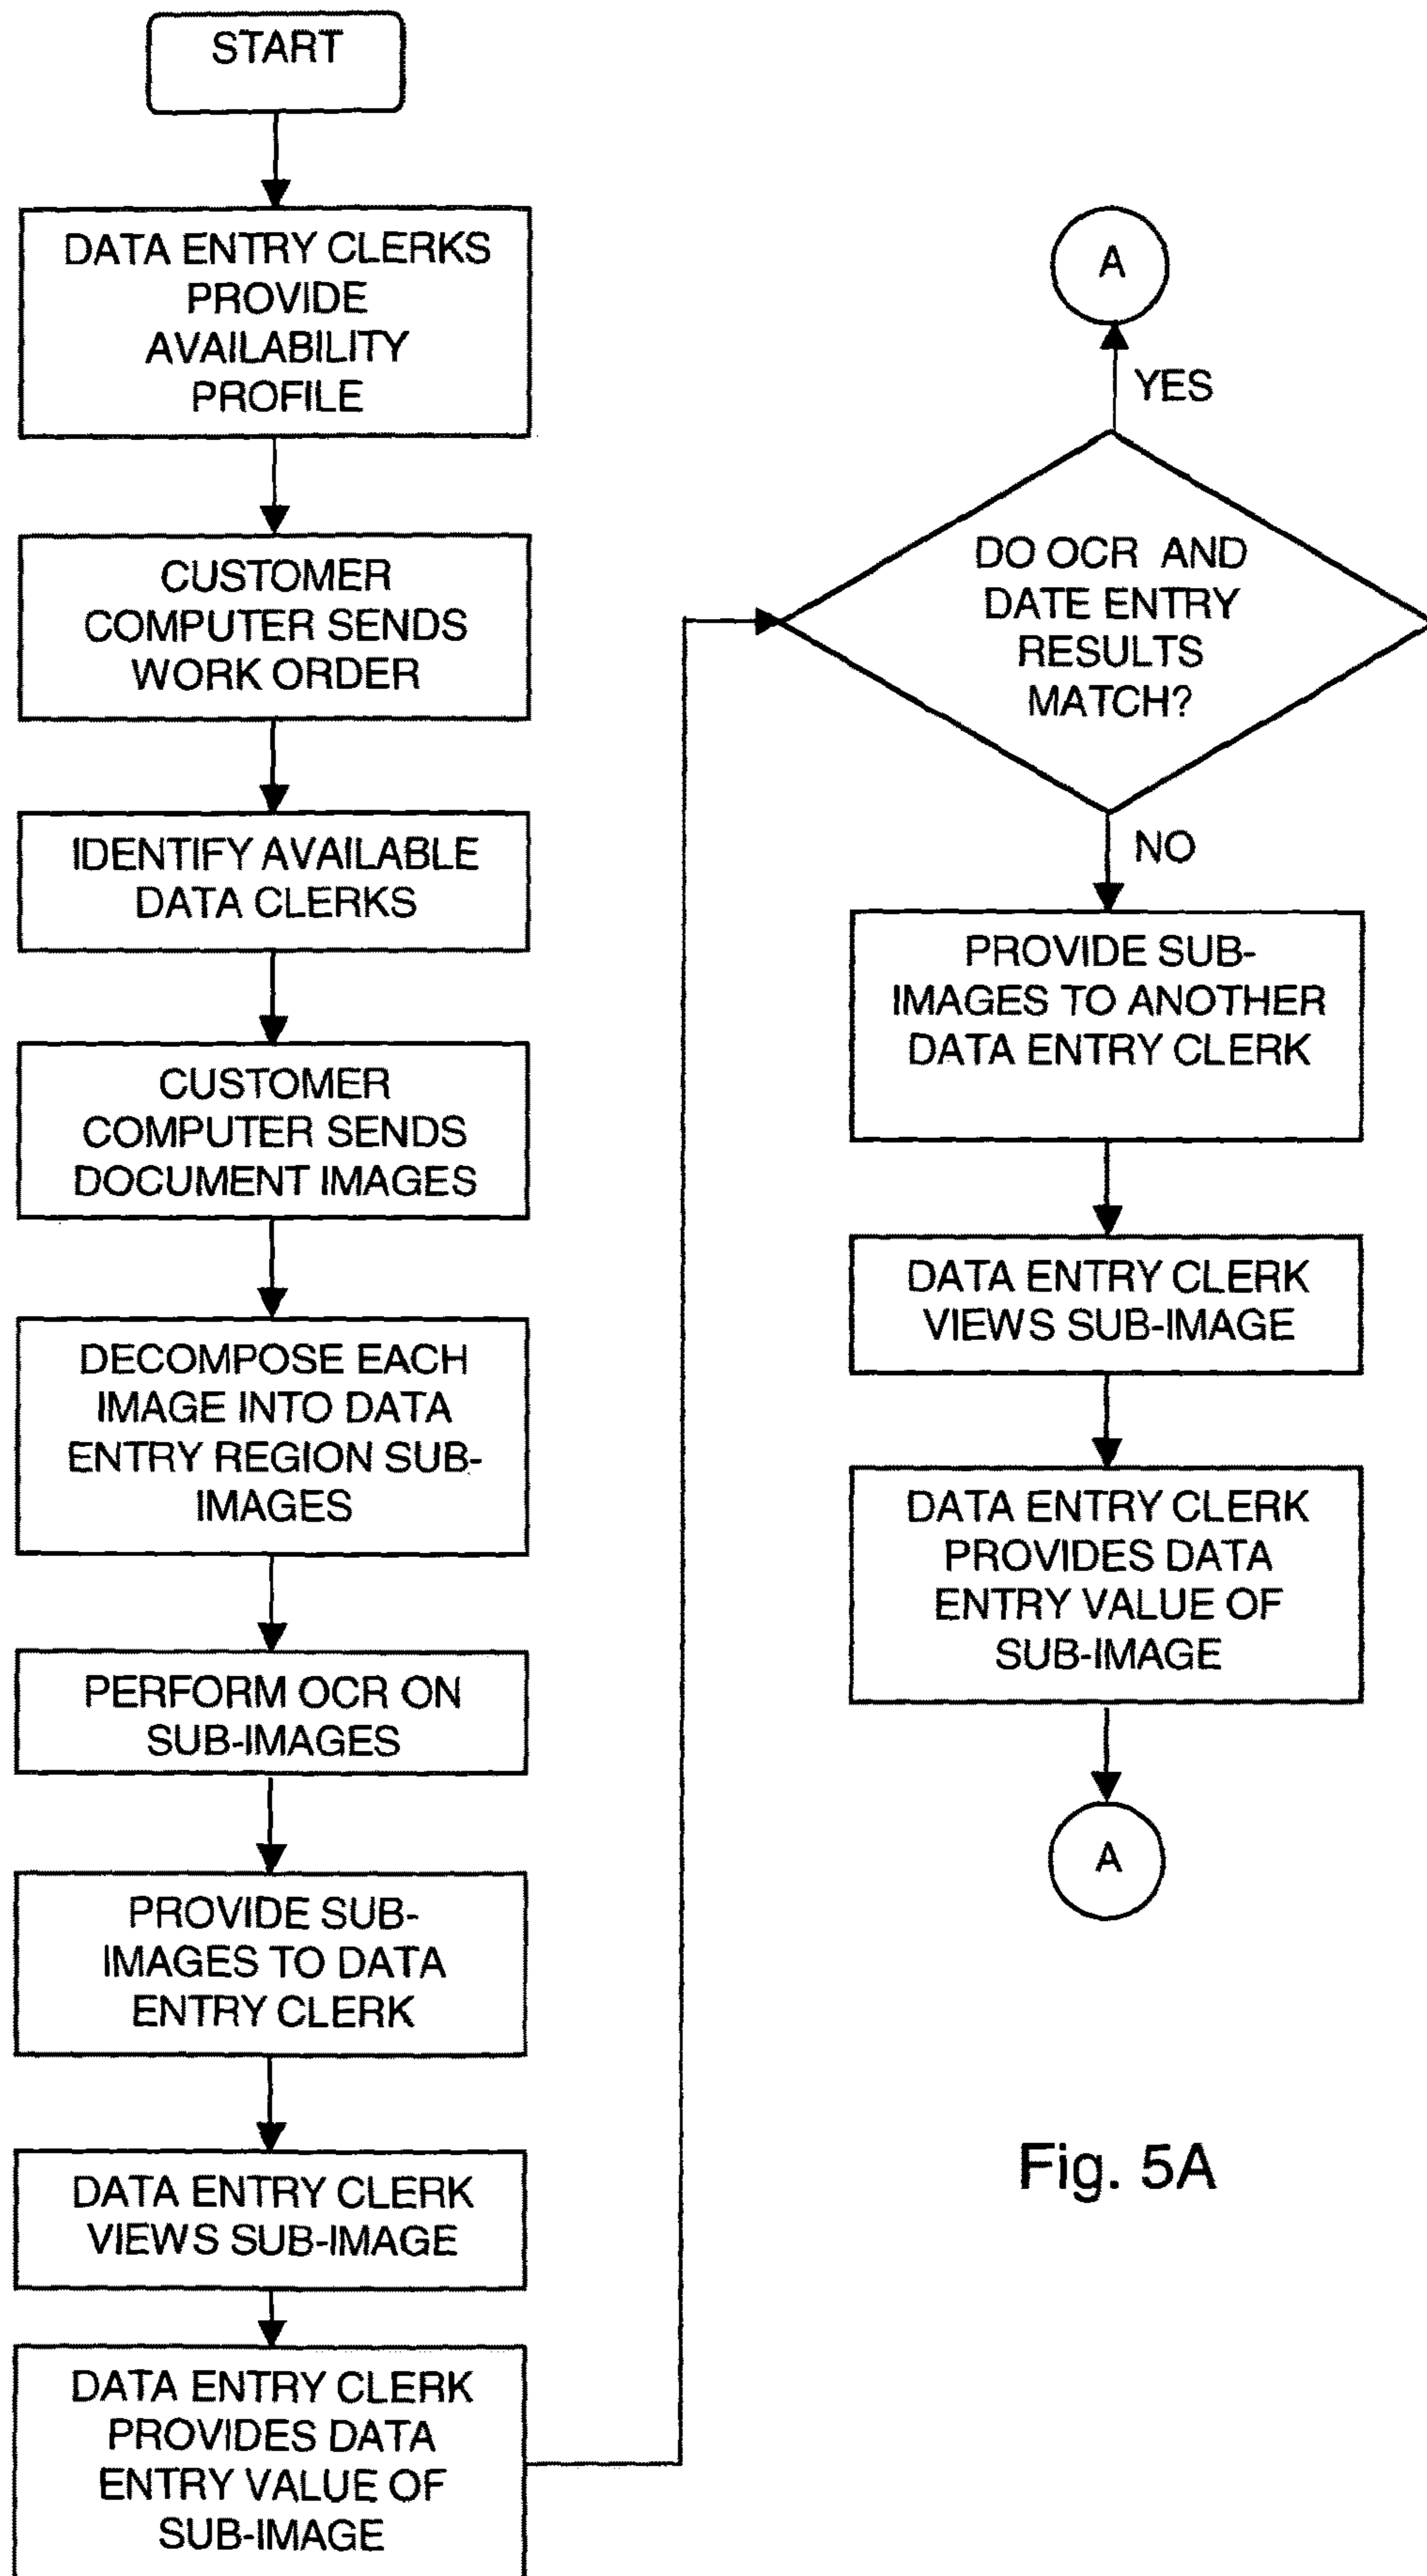 START
DATA ENTRY CLERKS
PROVIDE
AVAILABILITY
PROFILE
CUSTOMER
COMPUTER SENDS
WORK ORDER
IDENTIFY AVAILABLE
DATA CLERKS
CUSTOMER
COMPUTER SENDS
DOCUMENT IMAGES
DECOMPOSE EACH
IMAGE INTO DATA
ENTRY REGION SUB-
IMAGES
PERFORM OCR ON
SUB-IMAGES
PROVIDE SUB-
IMAGES TO DATA
ENTRY CLERK
DATA ENTRY CLERK
VIEWS SUB-IMAGE
DATA ENTRY CLERK
PROVIDES DATA
ENTRY VALUE OF
SUB-IMAGE
A
YES
DO OCR AND
DATE ENTRY
RESULTS
MATCH?
NO
PROVIDE SUB-
IMAGES TO ANOTHER
DATA ENTRY CLERK
DATA ENTRY CLERK
VIEWS SUB-IMAGE
DATA ENTRY CLERK
PROVIDES DATA
ENTRY VALUE OF
SUB-IMAGE
A
Fig. 5A